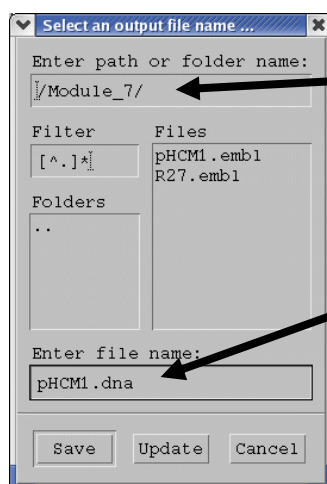 Select an output file name ...
Enter path or folder name:
/Module_7/
Filter
Files
[^.]*
pHCM1.embl
R27.embl
Folders
..
Enter file name:
pHCM1.dna
Save
Update
Cancel